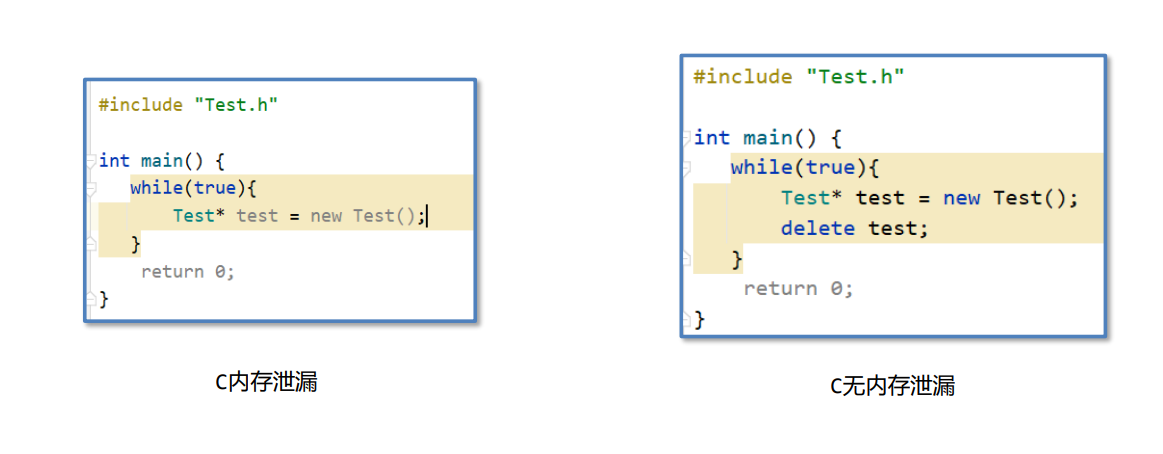 #include "Test.h"
int main() {
while(true){
Test* test = new Test();
}
return 0;
}
C内存泄漏
#include "Test.h"
int main() {
while(true){
Test* test = new Test();
delete test;
}
return 0;
}
C无内存泄漏